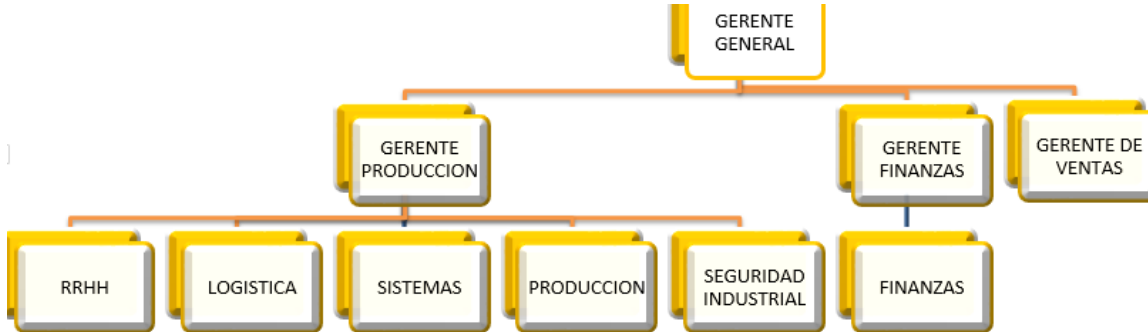 GERENTE
GENERAL
GERENTE
PRODUCCION
GERENTE
FINANZAS
GERENTE DE
VENTAS
RRHH
LOGISTICA
SISTEMAS
PRODUCCION
SEGURIDAD
INDUSTRIAL
FINANZAS